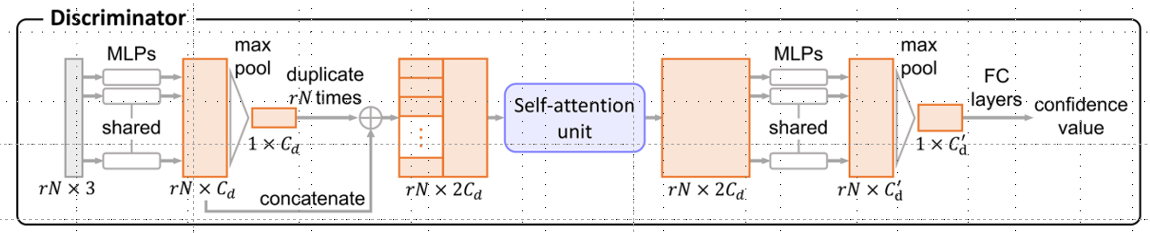 Discriminator
MLPs
shared
rN × 3
rN × C_d
max
pool
1 × C_d
duplicate
rN times
concatenate
⋮
rN × 2C_d
Self-attention
unit
rN × 2C_d
MLPs
shared
rN × C′_d
max
pool
1 × C′_d
FC
layers
confidence
value